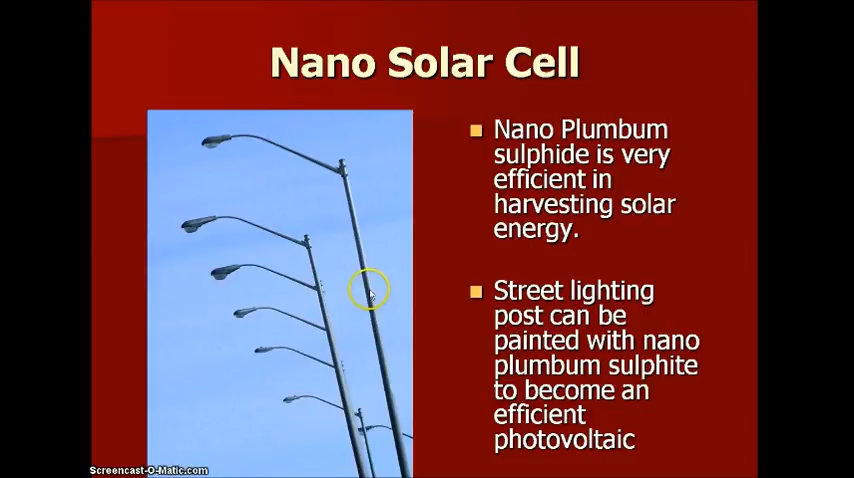 Nano Solar Cell
Nano Plumbum
sulphide is very
efficient in
harvesting solar
energy.
Street lighting
post can be
painted with nano
plumbum sulphite
to become an
efficient
photovoltaic
Screencast-O-Matic.com